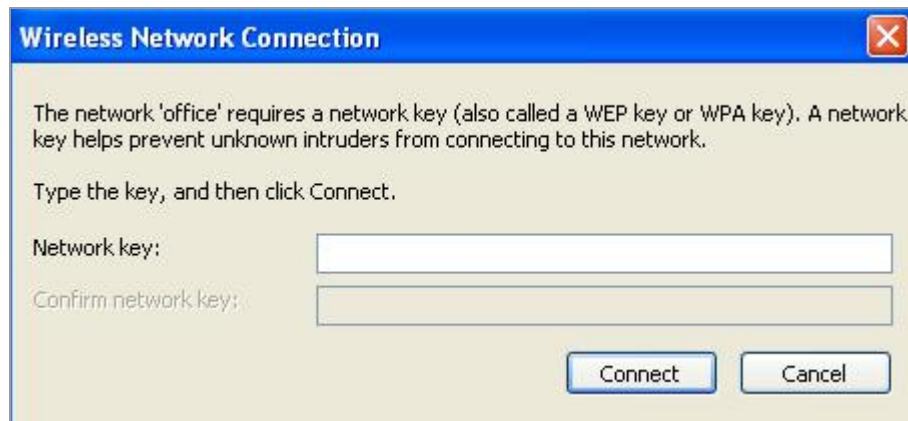 Wireless Network Connection
The network 'office' requires a network key (also called a WEP key or WPA key). A network
key helps prevent unknown intruders from connecting to this network.
Type the key, and then click Connect.
Network key:
Confirm network key:
Connect Cancel